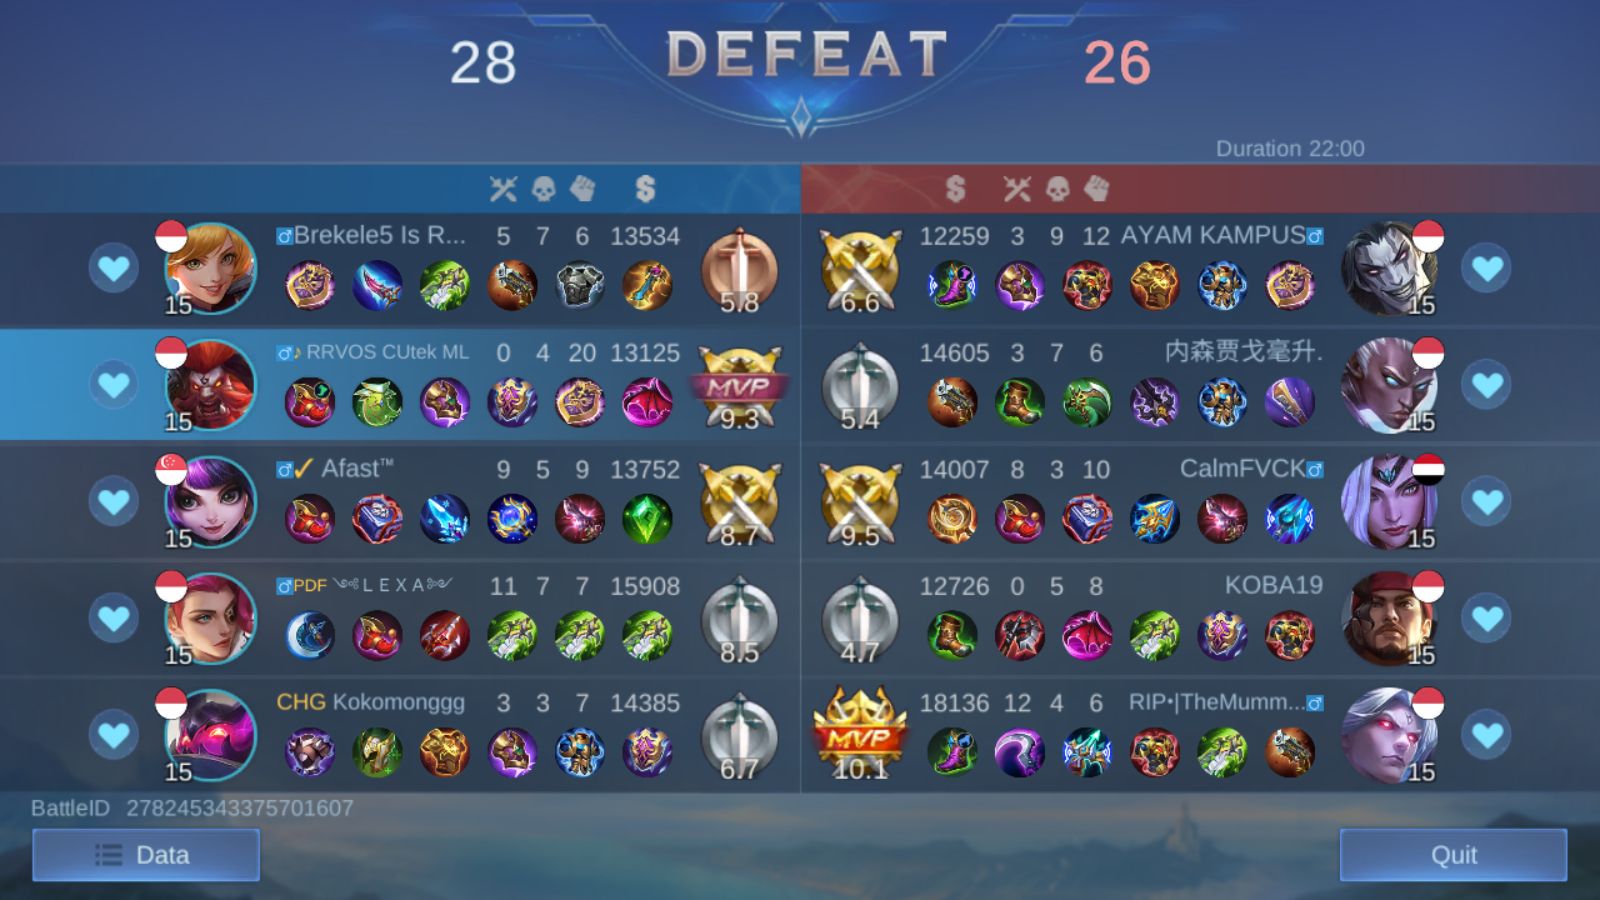 28 DEFEAT 26
Duration 22:00
Brekele5 Is R... 5 7 6 13534
15 5.8
6.6 12259 3 9 12 AYAM KAMPUS
15
RRVOS CUtek ML 0 4 20 13125
15 MVP 9.3
5.4 14605 3 7 6 内森贾戈毫升.
15
✓ Afast™ 9 5 9 13752
15 8.7
9.5 14007 8 3 10 CalmFVCK
15
PDF ༺L E X A༻ 11 7 7 15908
15 8.5
4.7 12726 0 5 8 KOBA19
15
CHG Kokomonggg 3 3 7 14385
15 6.7
MVP 10.1 18136 12 4 6 RIP•|TheMumm...
15
BattleID 278245343375701607
Data Quit